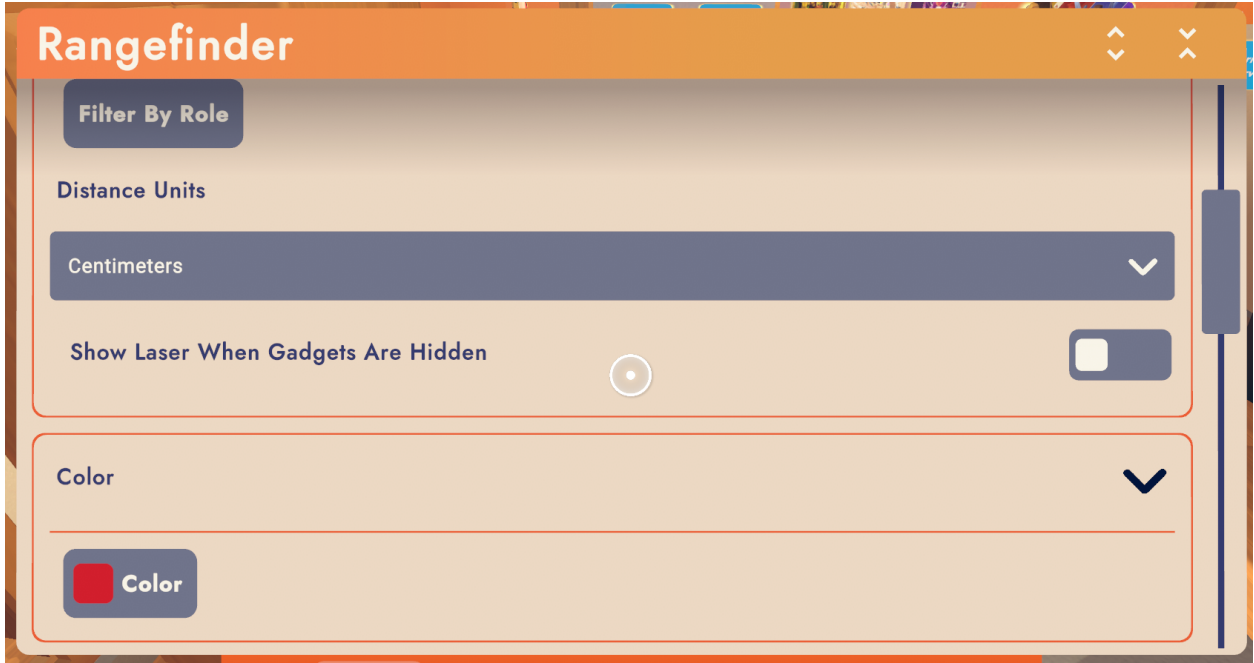 Rangefinder
Filter By Role
Distance Units
Centimeters
Show Laser When Gadgets Are Hidden
Color
Color